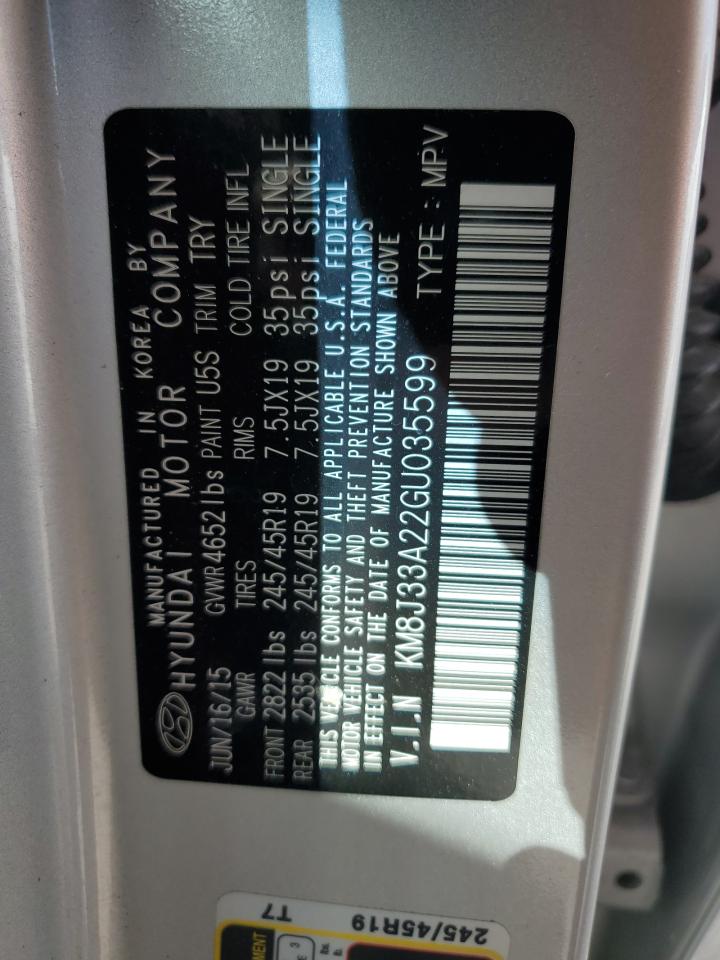 MANUFACTURED IN KOREA BY
HYUNDAI MOTOR COMPANY
JUN/16/15 GVWR 4652 lbs PAINT U5S TRIM TRY
GAWR TIRES RIMS COLD TIRE INFL
FRONT 2822 lbs 245/45R19 7.5JX19 35psi SINGLE
REAR 2535 lbs 245/45R19 7.5JX19 35psi SINGLE
THIS VEHICLE CONFORMS TO ALL APPLICABLE U.S.A. FEDERAL
MOTOR VEHICLE SAFETY AND THEFT PREVENTION STANDARDS
IN EFFECT ON THE DATE OF MANUFACTURE SHOWN ABOVE
V.I.N KM8J33A22GU035599 TYPE : MPV
245/45R19 T7
3